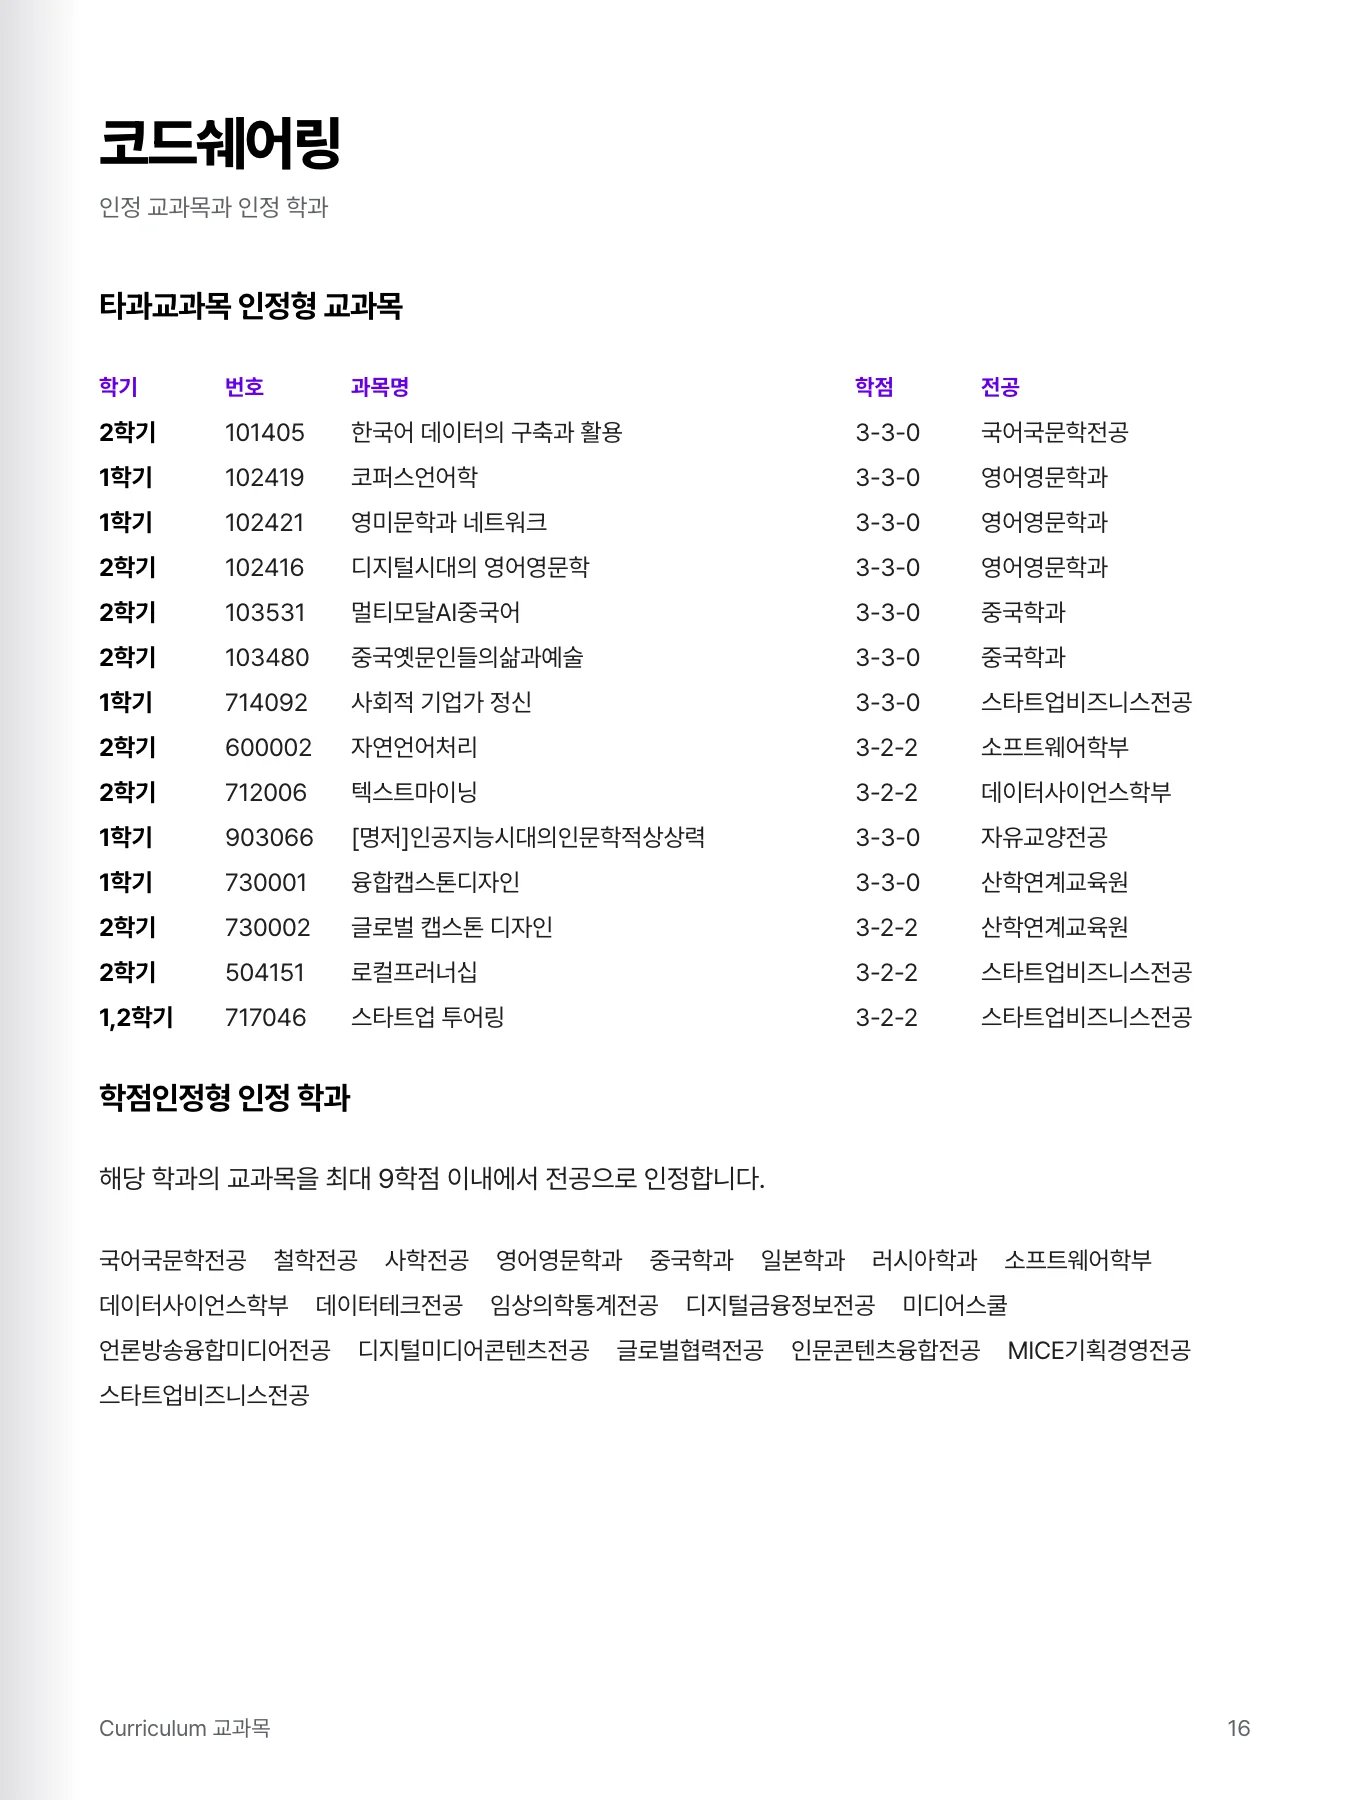 코드쉐어링
인정 교과목과 인정 학과
타과교과목 인정형 교과목
학기 번호 과목명 학점 전공
2학기 101405 한국어 데이터의 구축과 활용 3-3-0 국어국문학전공
1학기 102419 코퍼스언어학 3-3-0 영어영문학과
1학기 102421 영미문학과 네트워크 3-3-0 영어영문학과
2학기 102416 디지털시대의 영어영문학 3-3-0 영어영문학과
2학기 103531 멀티모달AI중국어 3-3-0 중국학과
2학기 103480 중국옛문인들의삶과예술 3-3-0 중국학과
1학기 714092 사회적 기업가 정신 3-3-0 스타트업비즈니스전공
2학기 600002 자연언어처리 3-2-2 소프트웨어학부
2학기 712006 텍스트마이닝 3-2-2 데이터사이언스학부
1학기 903066 [명저]인공지능시대의인문학적상상력 3-3-0 자유교양전공
1학기 730001 융합캡스톤디자인 3-3-0 산학연계교육원
2학기 730002 글로벌 캡스톤 디자인 3-2-2 산학연계교육원
2학기 504151 로컬프러너십 3-2-2 스타트업비즈니스전공
1,2학기 717046 스타트업 투어링 3-2-2 스타트업비즈니스전공
학점인정형 인정 학과
해당 학과의 교과목을 최대 9학점 이내에서 전공으로 인정합니다.
국어국문학전공 철학전공 사학전공 영어영문학과 중국학과 일본학과 러시아학과 소프트웨어학부
데이터사이언스학부 데이터테크전공 임상의학통계전공 디지털금융정보전공 미디어스쿨
언론방송융합미디어전공 디지털미디어콘텐츠전공 글로벌협력전공 인문콘텐츠융합전공 MICE기획경영전공
스타트업비즈니스전공
Curriculum 교과목 16